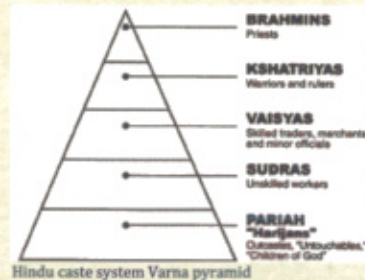 BRAHMINS
Priests
KSHATRIYAS
Warriors and rulers
VAISYAS
Skilled traders, merchants
and minor officials
SUDRAS
Unskilled workers
PARIAH
"Harijans"
Outcastes, "Untouchables,"
"Children of God"
Hindu caste system Varna pyramid